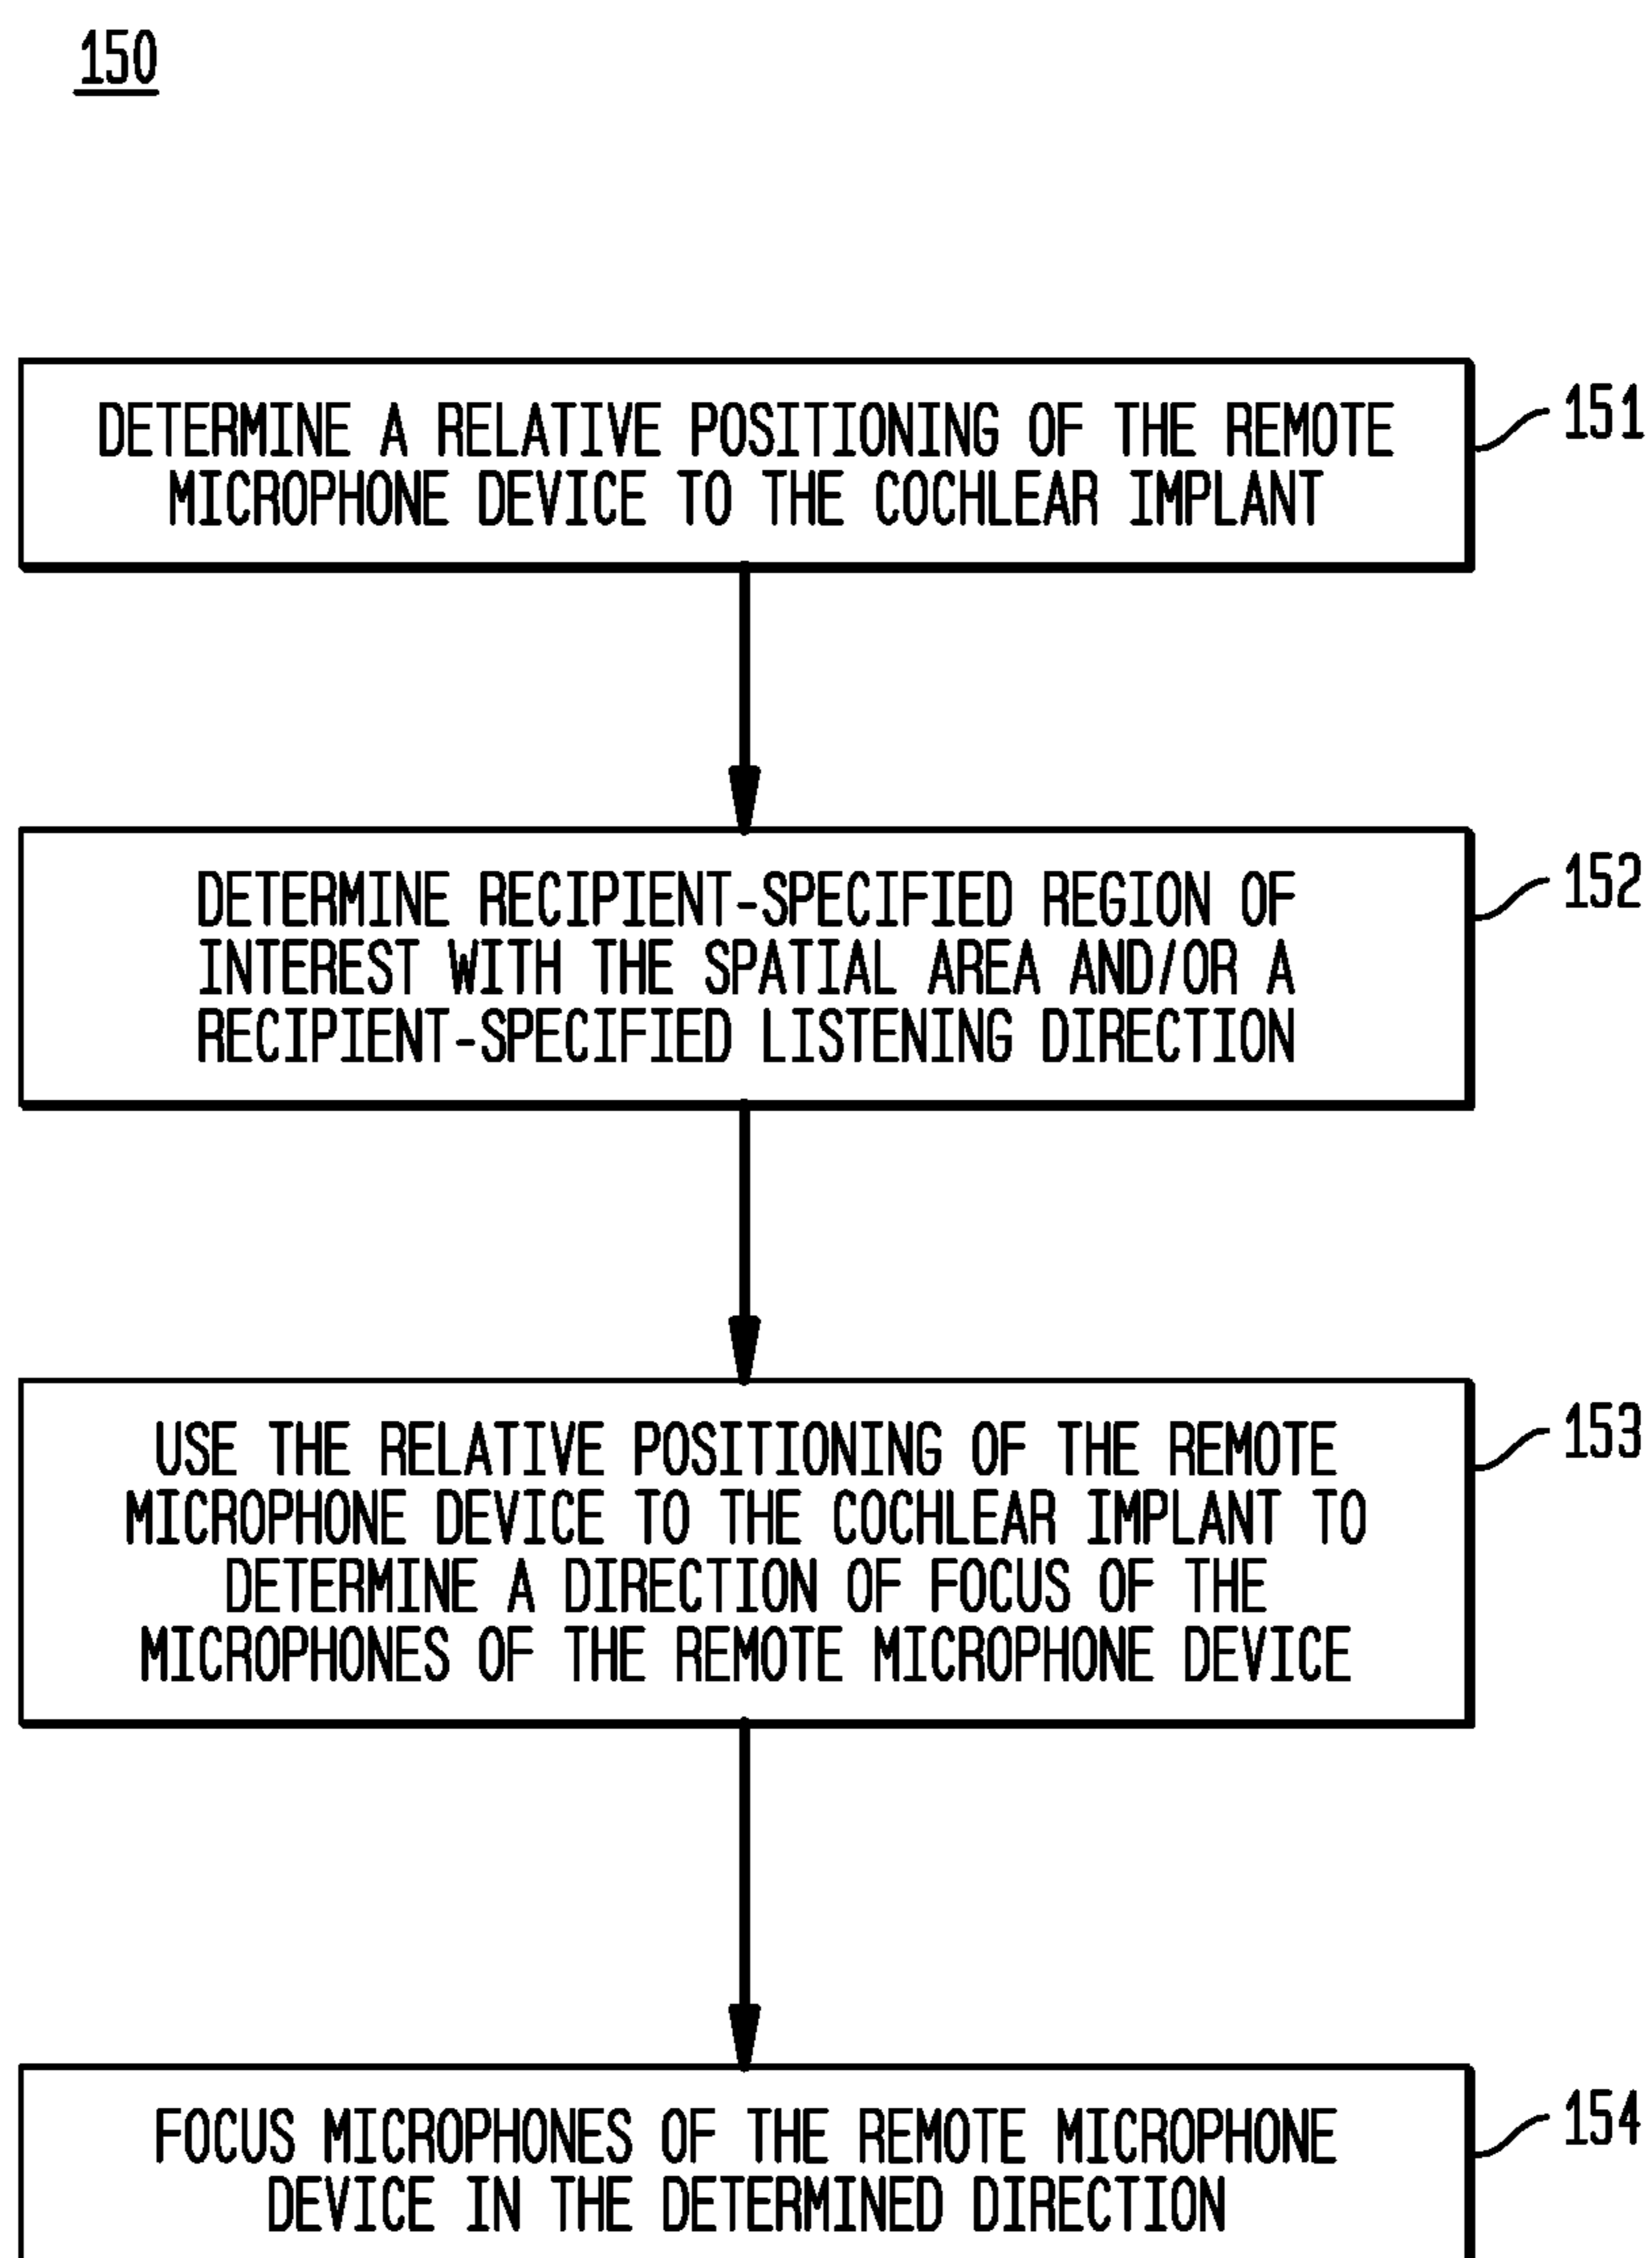 150
DETERMINE A RELATIVE POSITIONING OF THE REMOTE
MICROPHONE DEVICE TO THE COCHLEAR IMPLANT
151
DETERMINE RECIPIENT-SPECIFIED REGION OF
INTEREST WITH THE SPATIAL AREA AND/OR A
RECIPIENT-SPECIFIED LISTENING DIRECTION
152
USE THE RELATIVE POSITIONING OF THE REMOTE
MICROPHONE DEVICE TO THE COCHLEAR IMPLANT TO
DETERMINE A DIRECTION OF FOCUS OF THE
MICROPHONES OF THE REMOTE MICROPHONE DEVICE
153
FOCUS MICROPHONES OF THE REMOTE MICROPHONE
DEVICE IN THE DETERMINED DIRECTION
154